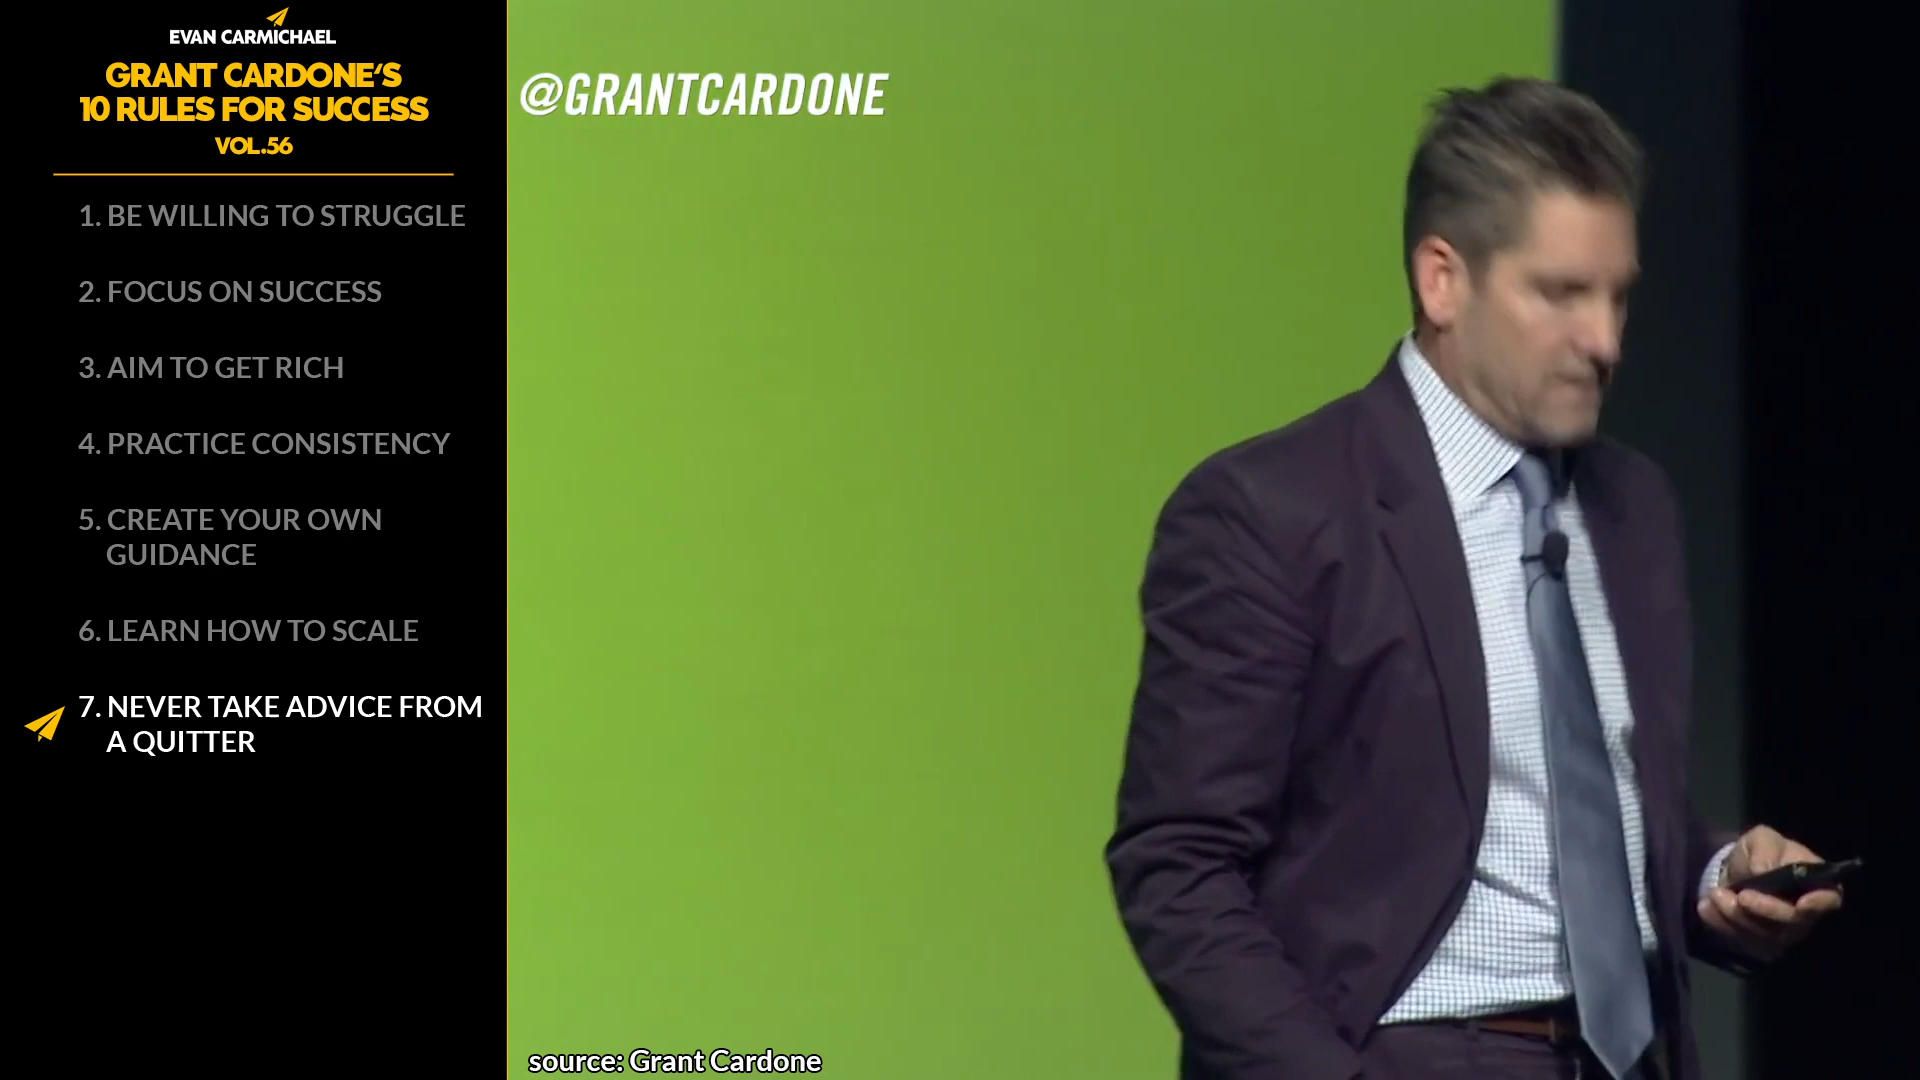 EVAN CARMICHAEL
GRANT CARDONE'S
10 RULES FOR SUCCESS
VOL.56
1. BE WILLING TO STRUGGLE
2. FOCUS ON SUCCESS
3. AIM TO GET RICH
4. PRACTICE CONSISTENCY
5. CREATE YOUR OWN
GUIDANCE
6. LEARN HOW TO SCALE
7. NEVER TAKE ADVICE FROM
A QUITTER
@GRANTCARDONE
source: Grant Cardone